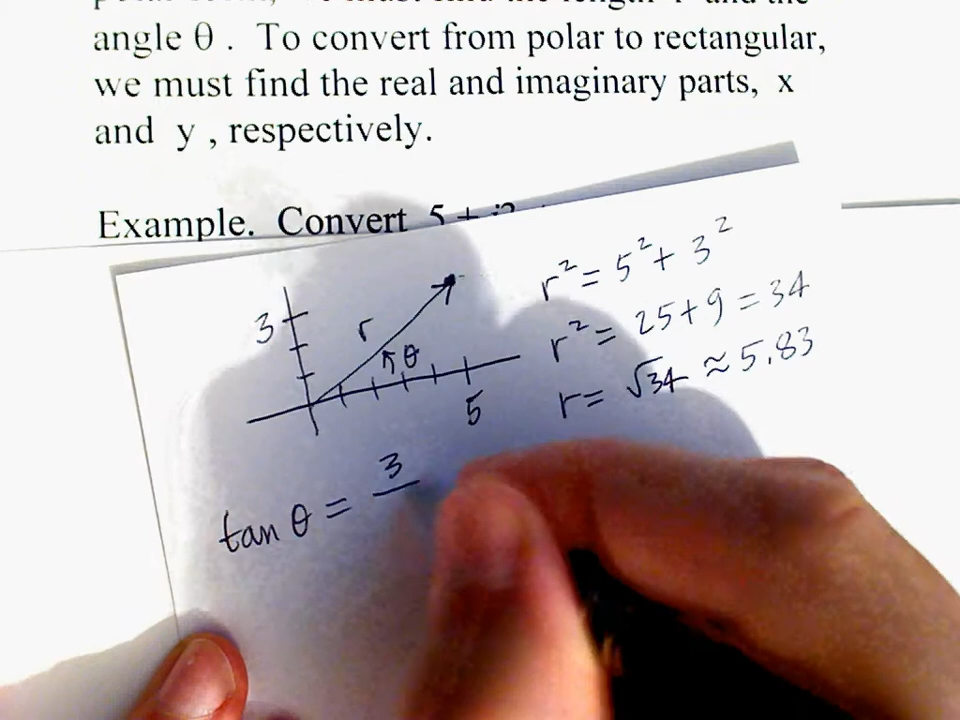 angle θ . To convert from polar to rectangular,
we must find the real and imaginary parts, x
and y , respectively.
Example. Convert 5 +
3
r
θ
5
r² = 5² + 3²
r² = 25 + 9 = 34
r = √34 ≈ 5.83
tan θ = 3